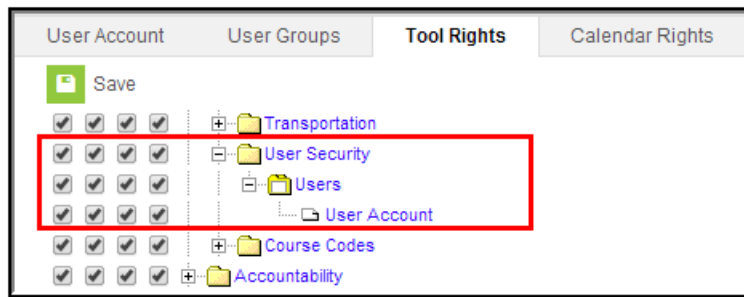 User Account User Groups Tool Rights Calendar Rights
Save
Transportation
User Security
Users
User Account
Course Codes
Accountability